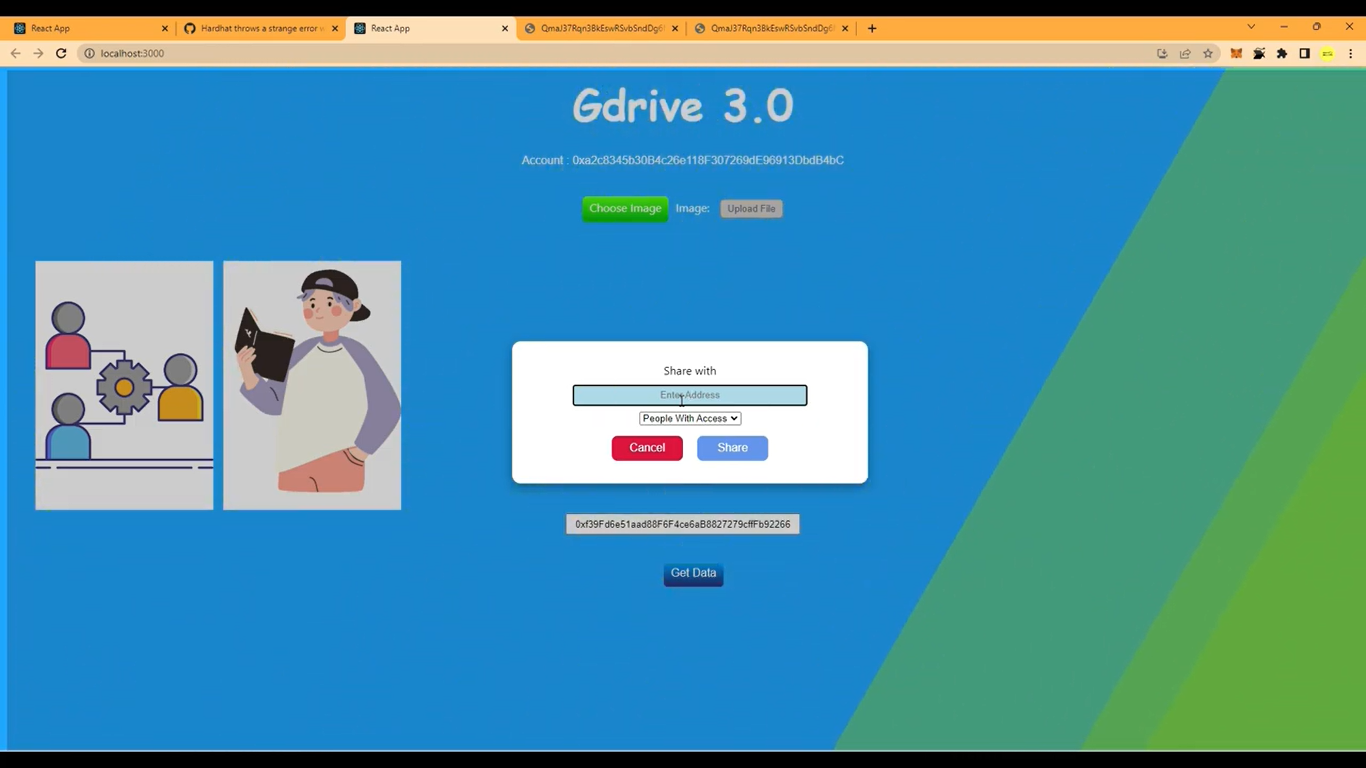 React App
Hardhat throws a strange error w
React App
QmaJ37Rqn3BkEswRSvbSndDg6
QmaJ37Rqn3BkEswRSvbSndDg6
localhost:3000
Gdrive 3.0
Account : 0xa2c8345b30B4c26e118F307269dE96913DbdB4bC
Choose Image Image: Upload File
Share with
Enter Address
People With Access
Cancel Share
0xf39Fd6e51aad88F6F4ce6aB8827279cffFb92266
Get Data